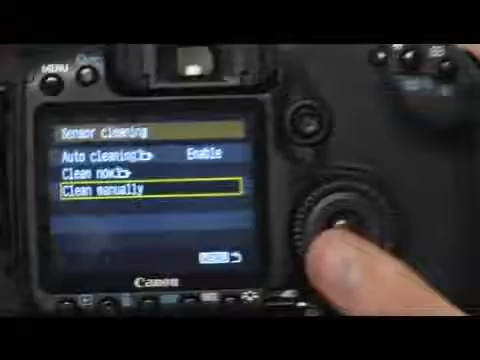 MENU
Sensor cleaning
Auto cleaning Enable
Clean now
Clean manually
MENU
Canon